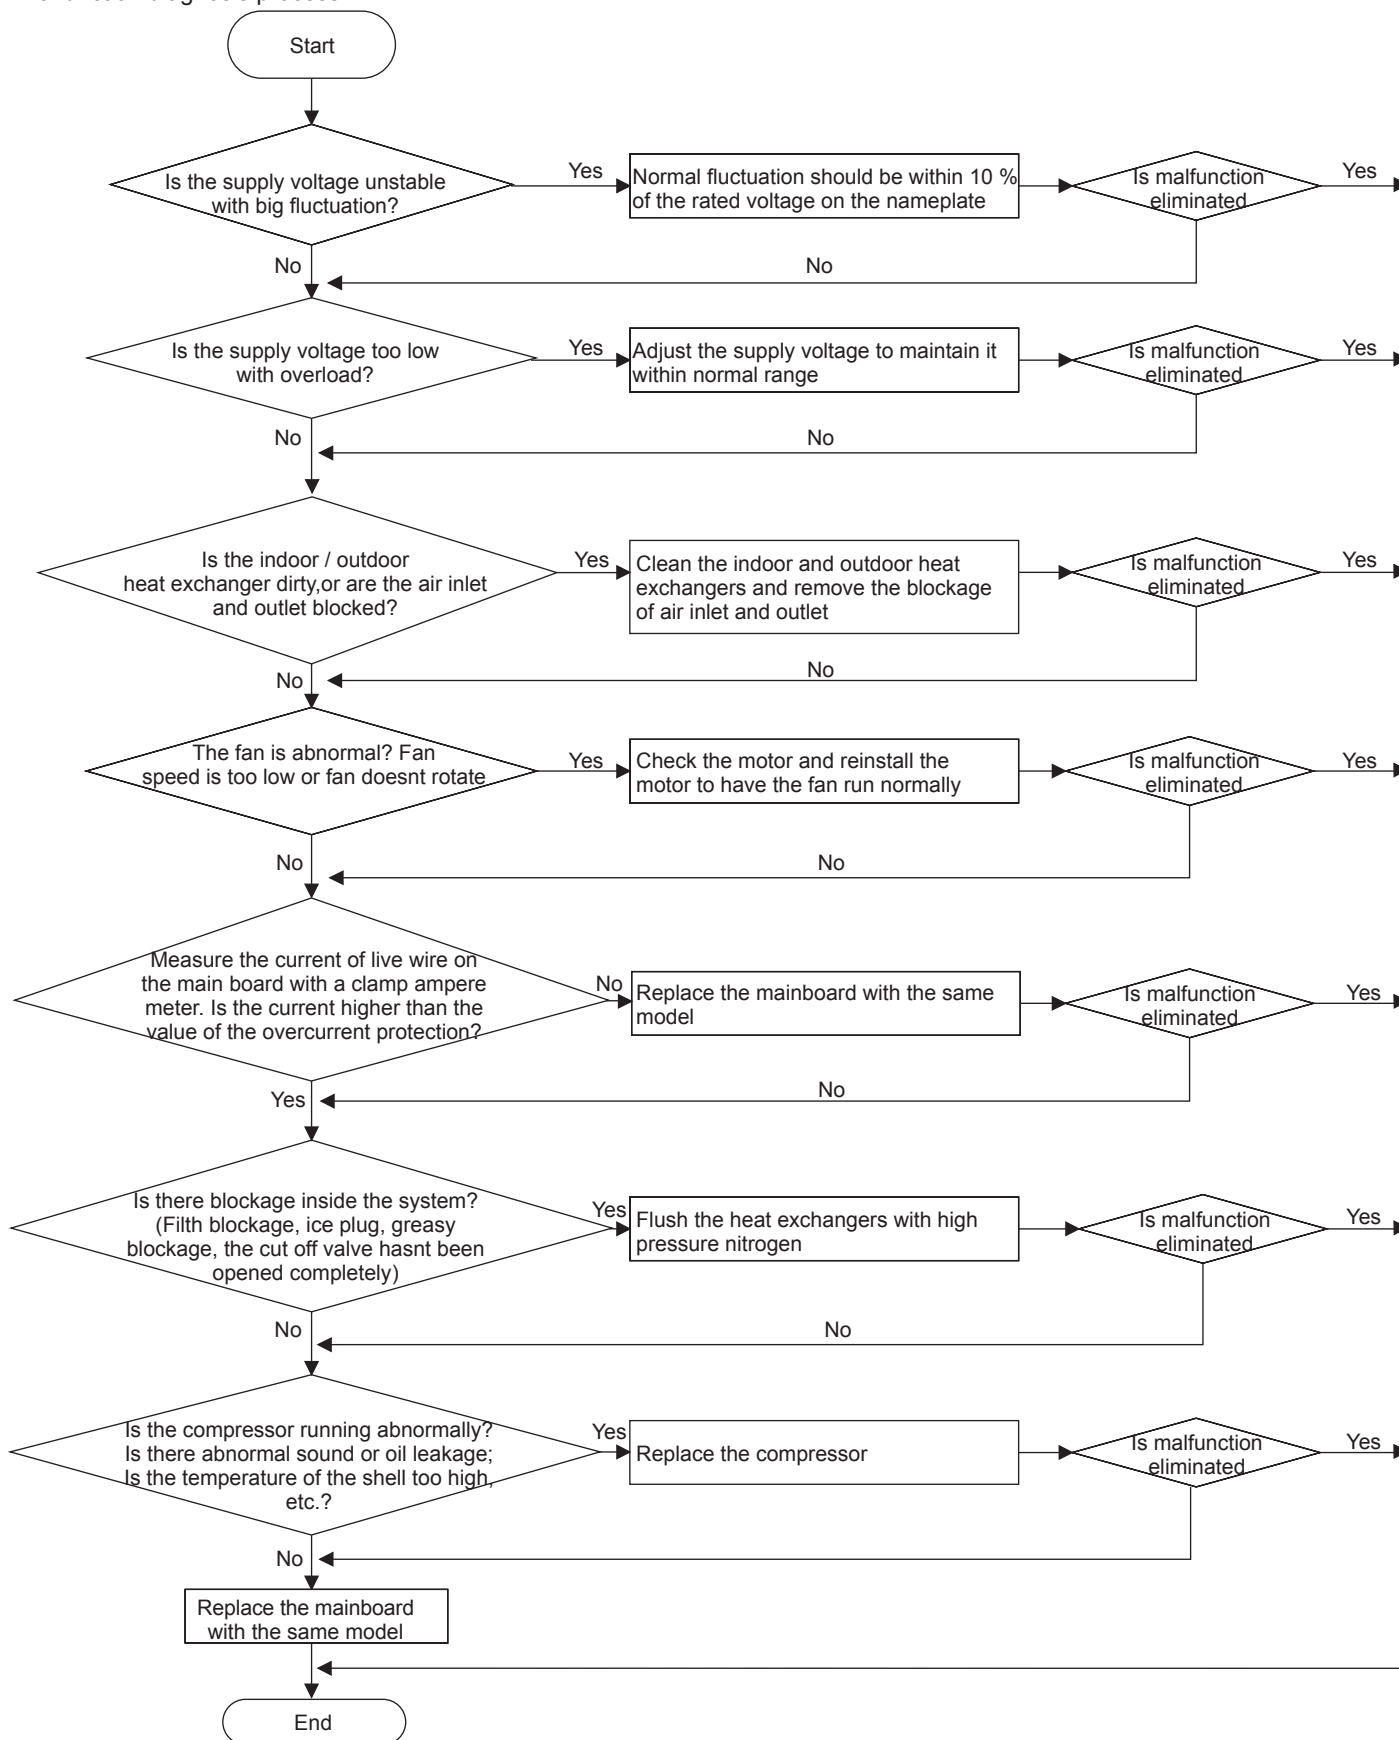 Start
Is the supply voltage unstable
with big fluctuation?
Yes
Normal fluctuation should be within 10 %
of the rated voltage on the nameplate
Is malfunction
eliminated
Yes
No
No
Is the supply voltage too low
with overload?
Yes
Adjust the supply voltage to maintain it
within normal range
Is malfunction
eliminated
Yes
No
No
Is the indoor / outdoor
heat exchanger dirty,or are the air inlet
and outlet blocked?
Yes
Clean the indoor and outdoor heat
exchangers and remove the blockage
of air inlet and outlet
Is malfunction
eliminated
Yes
No
No
The fan is abnormal? Fan
speed is too low or fan doesnt rotate
Yes
Check the motor and reinstall the
motor to have the fan run normally
Is malfunction
eliminated
Yes
No
No
Measure the current of live wire on
the main board with a clamp ampere
meter. Is the current higher than the
value of the overcurrent protection?
No
Replace the mainboard with the same
model
Is malfunction
eliminated
Yes
Yes
No
Is there blockage inside the system?
(Filth blockage, ice plug, greasy
blockage, the cut off valve hasnt been
opened completely)
Yes
Flush the heat exchangers with high
pressure nitrogen
Is malfunction
eliminated
Yes
No
No
Is the compressor running abnormally?
Is there abnormal sound or oil leakage;
Is the temperature of the shell too high,
etc.?
Yes
Replace the compressor
Is malfunction
eliminated
Yes
No
Replace the mainboard
with the same model
End